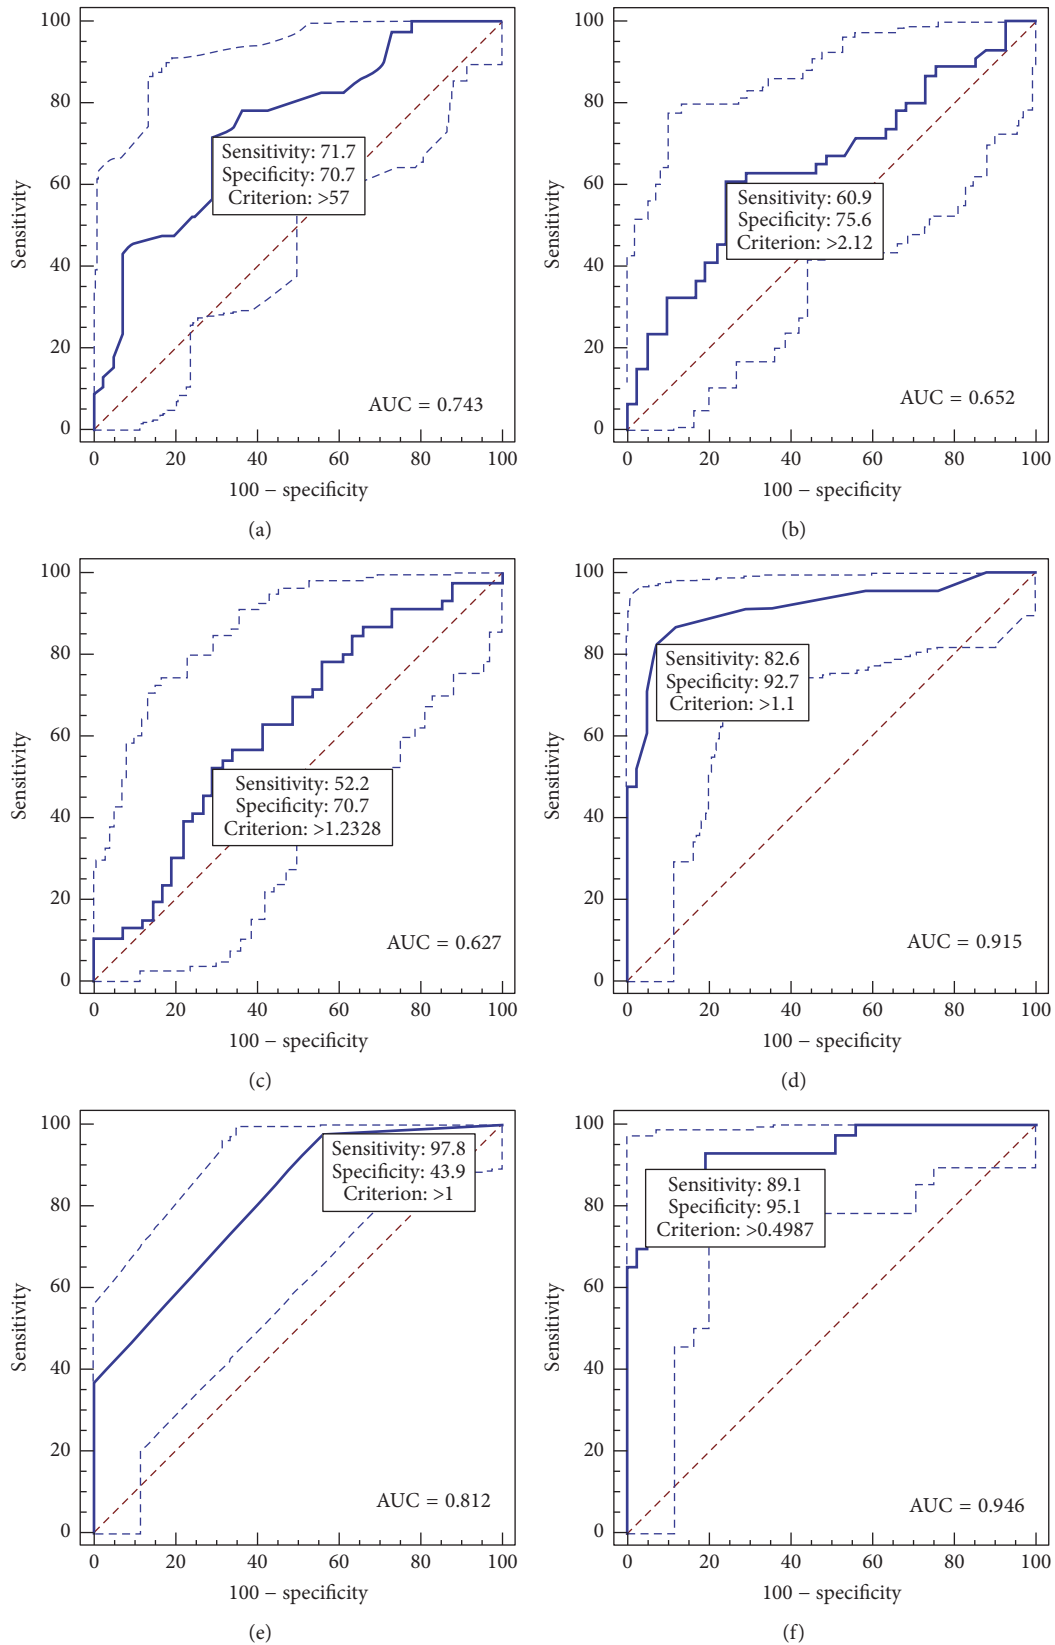 100
80
60
40
20
0
Sensitivity
Sensitivity: 71.7
Specificity: 70.7
Criterion: >57
AUC = 0.743
0 20 40 60 80 100
100 − specificity
(a)
100
80
60
40
20
0
Sensitivity
Sensitivity: 60.9
Specificity: 75.6
Criterion: >2.12
AUC = 0.652
0 20 40 60 80 100
100 − specificity
(b)
100
80
60
40
20
0
Sensitivity
Sensitivity: 52.2
Specificity: 70.7
Criterion: >1.2328
AUC = 0.627
0 20 40 60 80 100
100 − specificity
(c)
100
80
60
40
20
0
Sensitivity
Sensitivity: 82.6
Specificity: 92.7
Criterion: >1.1
AUC = 0.915
0 20 40 60 80 100
100 − specificity
(d)
100
80
60
40
20
0
Sensitivity
Sensitivity: 97.8
Specificity: 43.9
Criterion: >1
AUC = 0.812
0 20 40 60 80 100
100 − specificity
(e)
100
80
60
40
20
0
Sensitivity
Sensitivity: 89.1
Specificity: 95.1
Criterion: >0.4987
AUC = 0.946
0 20 40 60 80 100
100 − specificity
(f)